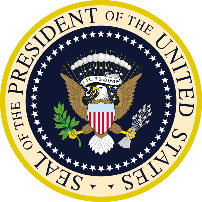 SEAL OF THE PRESIDENT OF THE UNITED STATES